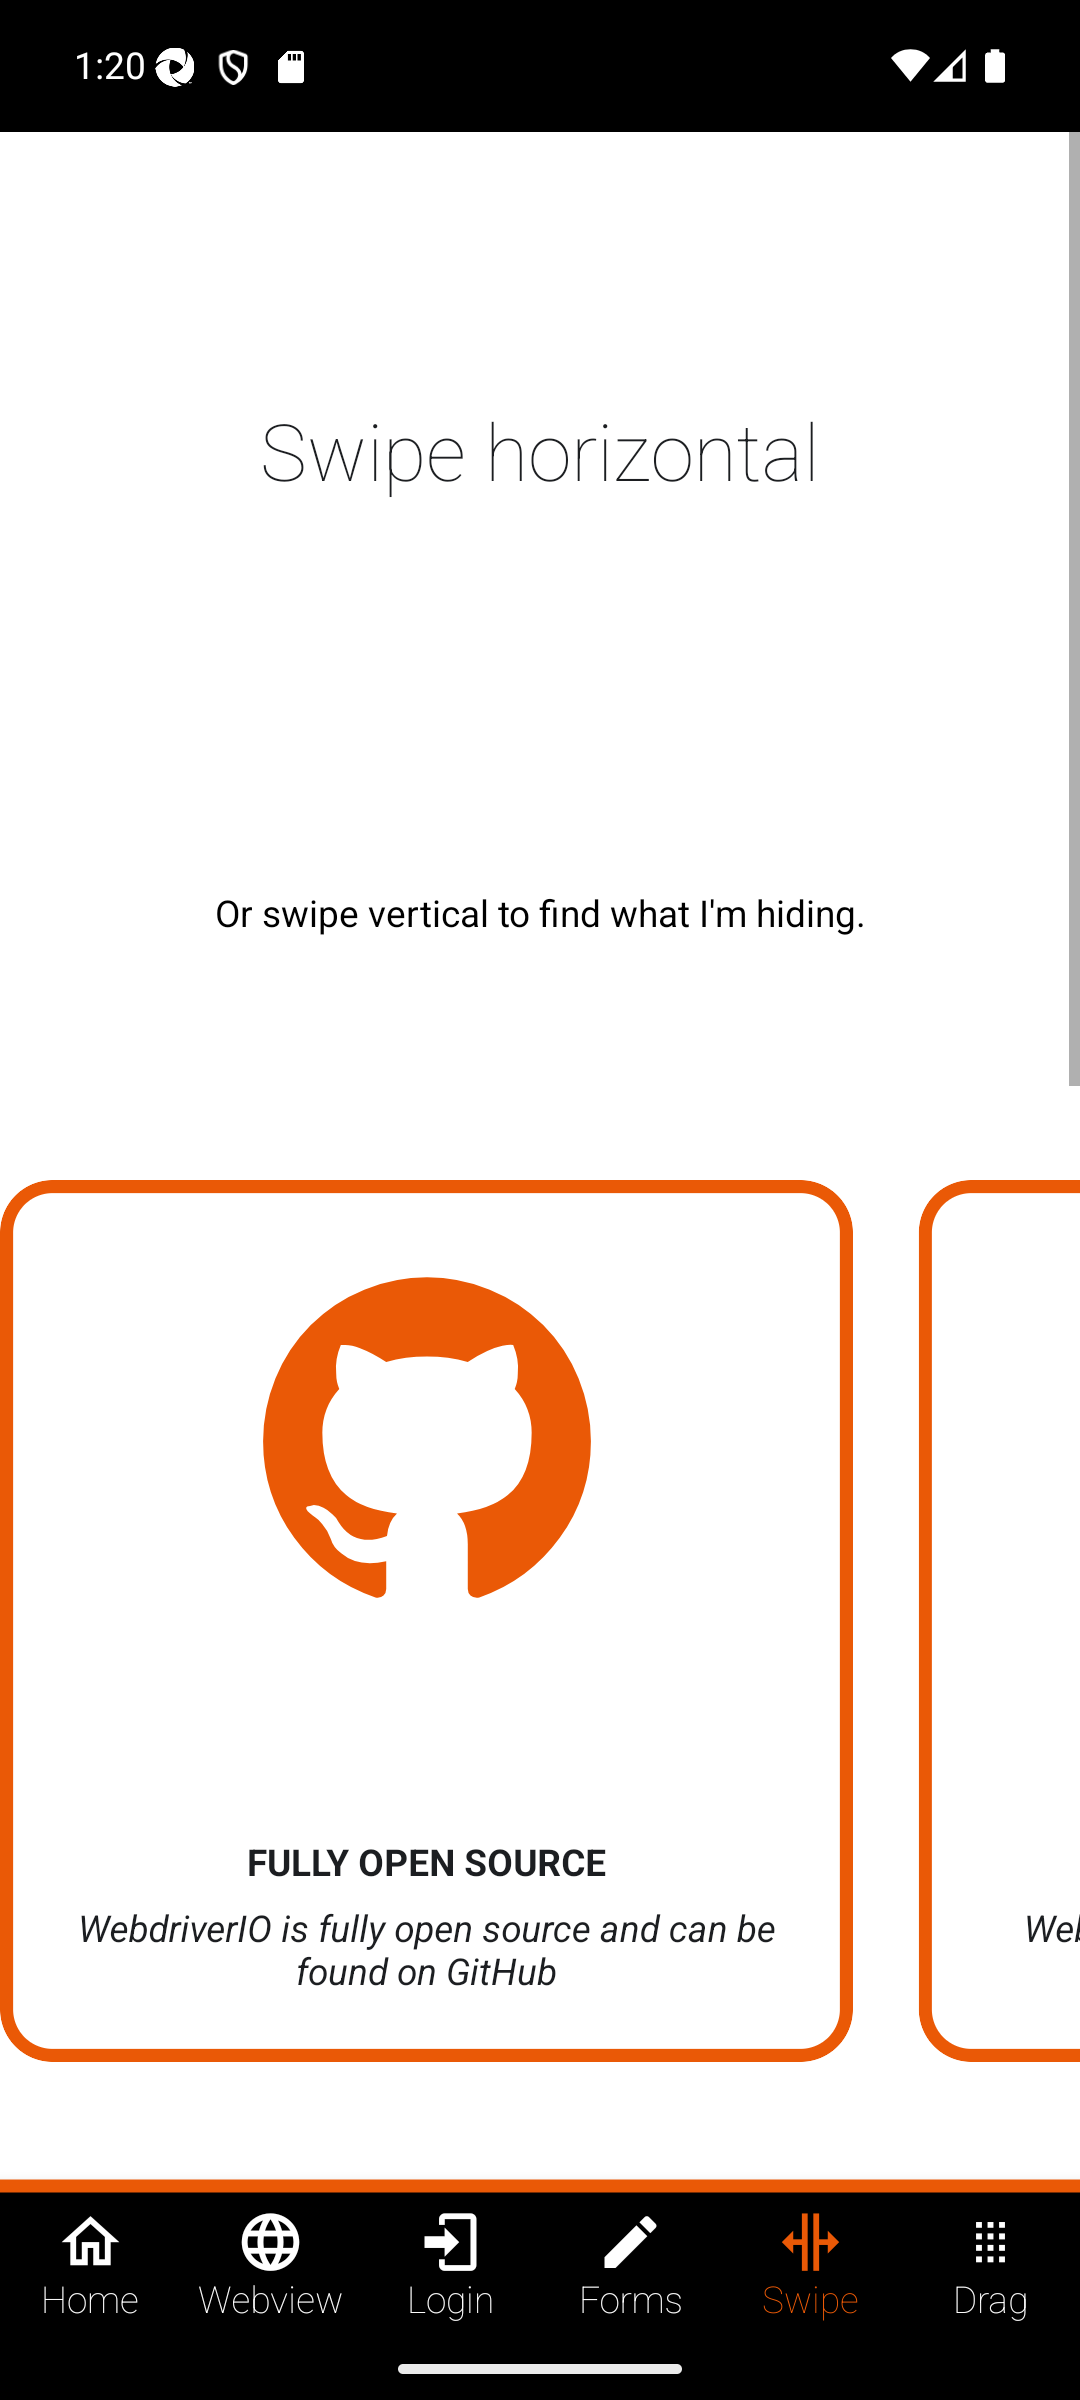 1:20
Swipe horizontal
Or swipe vertical to find what I'm hiding.
FULLY OPEN SOURCE
WebdriverIO is fully open source and can be
found on GitHub
Web
Home
Webview
Login
Forms
Swipe
Drag